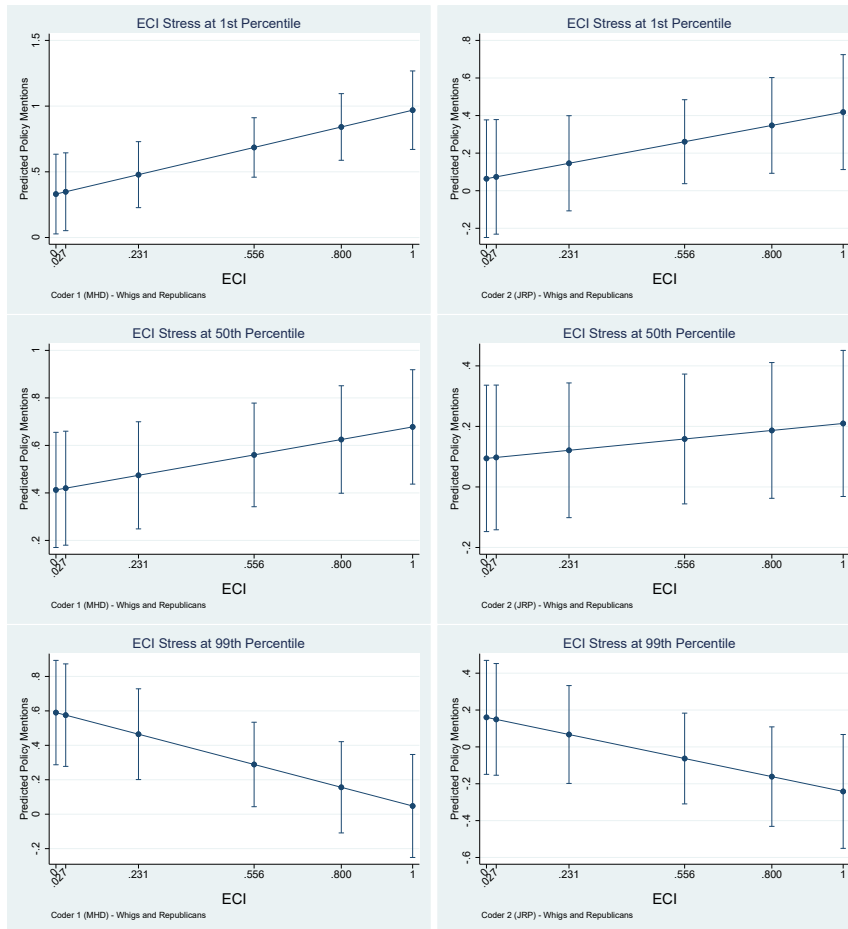 ECI Stress at 1st Percentile
Predicted Policy Mentions
1.5
1
.5
0
0
.027
.231
.556
.800
1
ECI
Coder 1 (MHD) - Whigs and Republicans
ECI Stress at 1st Percentile
Predicted Policy Mentions
.8
.6
.4
.2
0
-.2
0
.027
.231
.556
.800
1
ECI
Coder 2 (JRP) - Whigs and Republicans
ECI Stress at 50th Percentile
Predicted Policy Mentions
1
.8
.6
.4
.2
0
.027
.231
.556
.800
1
ECI
Coder 1 (MHD) - Whigs and Republicans
ECI Stress at 50th Percentile
Predicted Policy Mentions
.4
.2
0
-.2
0
.027
.231
.556
.800
1
ECI
Coder 2 (JRP) - Whigs and Republicans
ECI Stress at 99th Percentile
Predicted Policy Mentions
.8
.6
.4
.2
0
-.2
0
.027
.231
.556
.800
1
ECI
Coder 1 (MHD) - Whigs and Republicans
ECI Stress at 99th Percentile
Predicted Policy Mentions
.4
.2
0
-.2
-.4
-.6
0
.027
.231
.556
.800
1
ECI
Coder 2 (JRP) - Whigs and Republicans